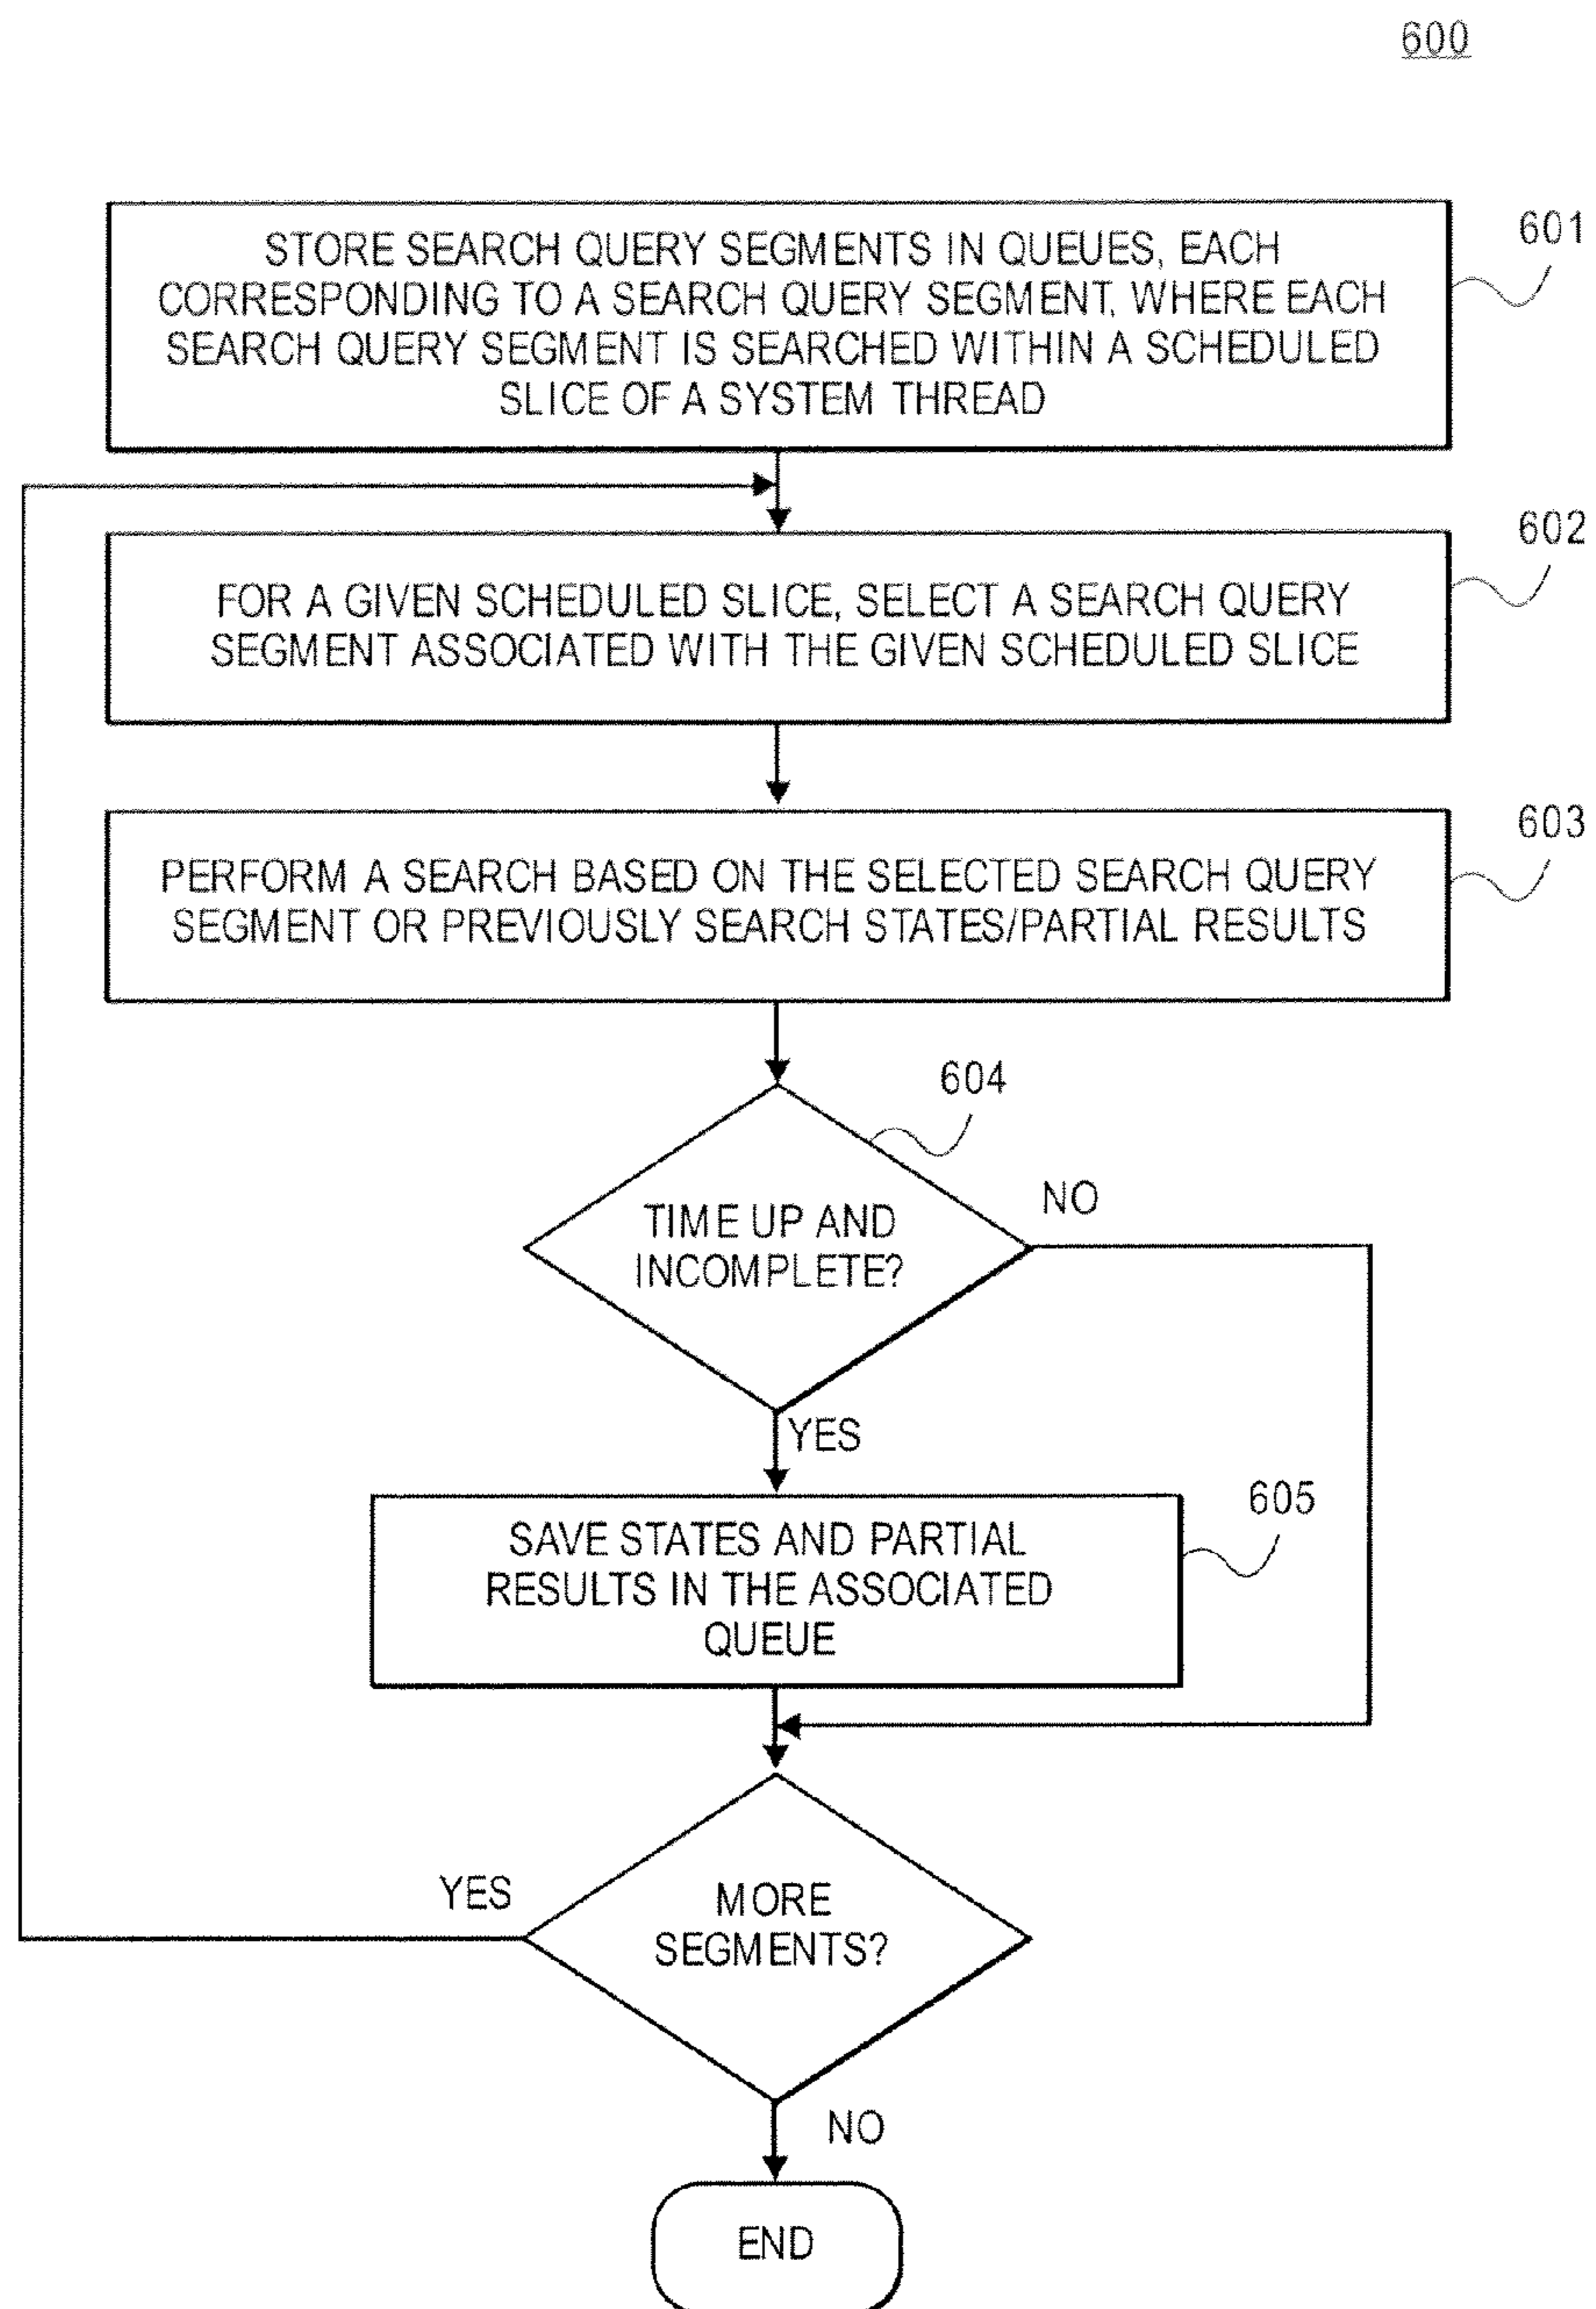 600
STORE SEARCH QUERY SEGMENTS IN QUEUES, EACH
CORRESPONDING TO A SEARCH QUERY SEGMENT, WHERE EACH
SEARCH QUERY SEGMENT IS SEARCHED WITHIN A SCHEDULED
SLICE OF A SYSTEM THREAD
601
FOR A GIVEN SCHEDULED SLICE, SELECT A SEARCH QUERY
SEGMENT ASSOCIATED WITH THE GIVEN SCHEDULED SLICE
602
PERFORM A SEARCH BASED ON THE SELECTED SEARCH QUERY
SEGMENT OR PREVIOUSLY SEARCH STATES/PARTIAL RESULTS
603
604
TIME UP AND
INCOMPLETE?
NO
YES
SAVE STATES AND PARTIAL
RESULTS IN THE ASSOCIATED
QUEUE
605
YES
MORE
SEGMENTS?
NO
END